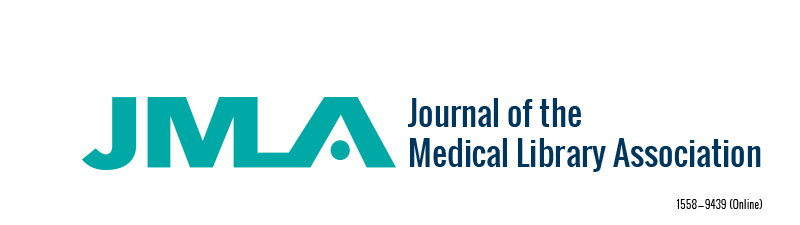 JMLA
Journal of the
Medical Library Association
1558–9439 (Online)